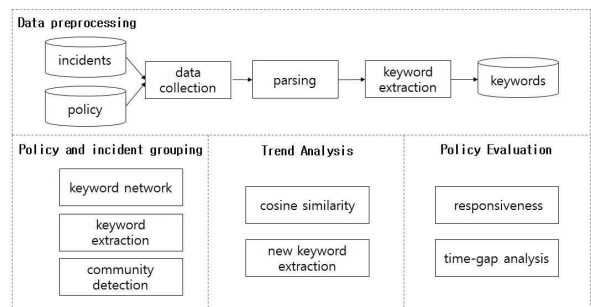 Data preprocessing
incidents
policy
data
collection
parsing
keyword
extraction
keywords
Policy and incident grouping
keyword network
keyword
extraction
community
detection
Trend Analysis
cosine similarity
new keyword
extraction
Policy Evaluation
responsiveness
time-gap analysis